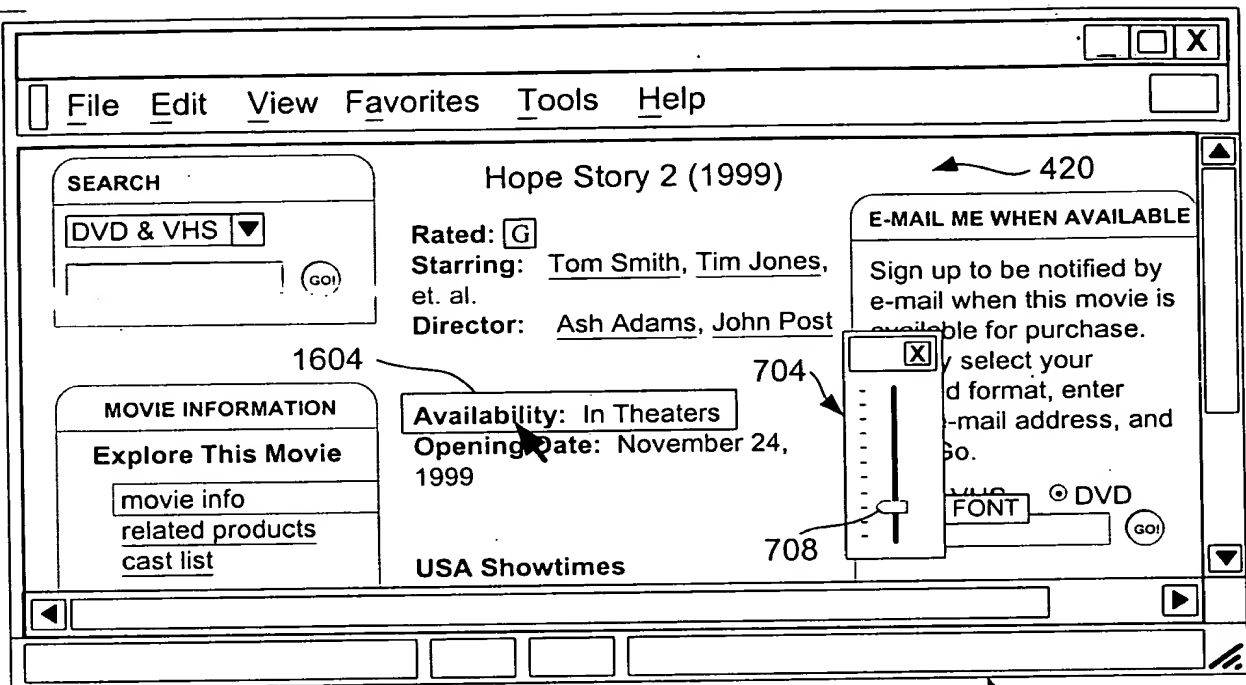 X
File Edit View Favorites Tools Help
SEARCH
DVD & VHS
GO!
Hope Story 2 (1999)
420
Rated: G
Starring: Tom Smith, Tim Jones,
et. al.
Director: Ash Adams, John Post
1604
Availability: In Theaters
Opening Date: November 24,
1999
USA Showtimes
MOVIE INFORMATION
Explore This Movie
movie info
related products
cast list
E-MAIL ME WHEN AVAILABLE
Sign up to be notified by
e-mail when this movie is
available for purchase.
select your
format, enter
-mail address, and
DVD
GO!
X
704
708
FONT